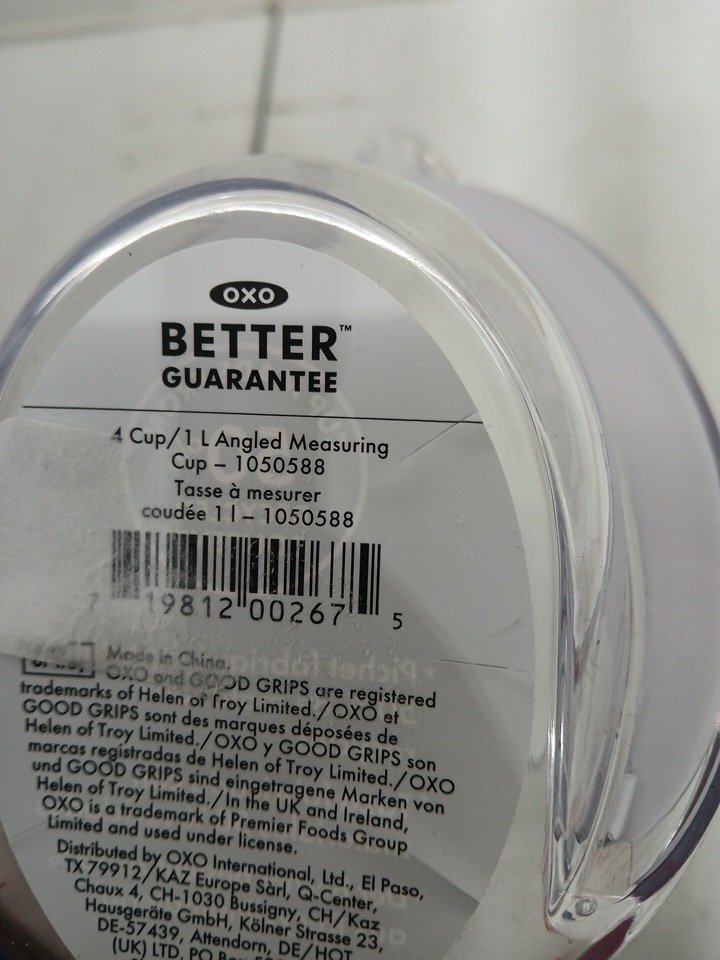 OXO
BETTER™
GUARANTEE
4 Cup/1 L Angled Measuring
Cup – 1050588
Tasse à mesurer
coudée 1 l – 1050588
7 19812 00267 5
Made in China.
OXO and GOOD GRIPS are registered
trademarks of Helen of Troy Limited./OXO et
GOOD GRIPS sont des marques déposées de
Helen of Troy Limited./OXO y GOOD GRIPS son
marcas registradas de Helen of Troy Limited./OXO
und GOOD GRIPS sind eingetragene Marken von
Helen of Troy Limited./In the UK and Ireland,
OXO is a trademark of Premier Foods Group
Limited and used under license.
Distributed by OXO International, Ltd., El Paso,
TX 79912/KAZ Europe Sàrl, Q-Center,
Chaux 4, CH-1030 Bussigny, CH/Kaz
Hausgeräte GmbH, Kölner Strasse 23,
DE-57439, Attendorn, DE/HOT
(UK) LTD, PO Box